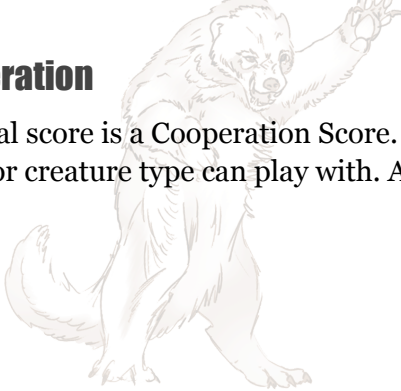 ration
al score is a Cooperation Score.
or creature type can play with. A